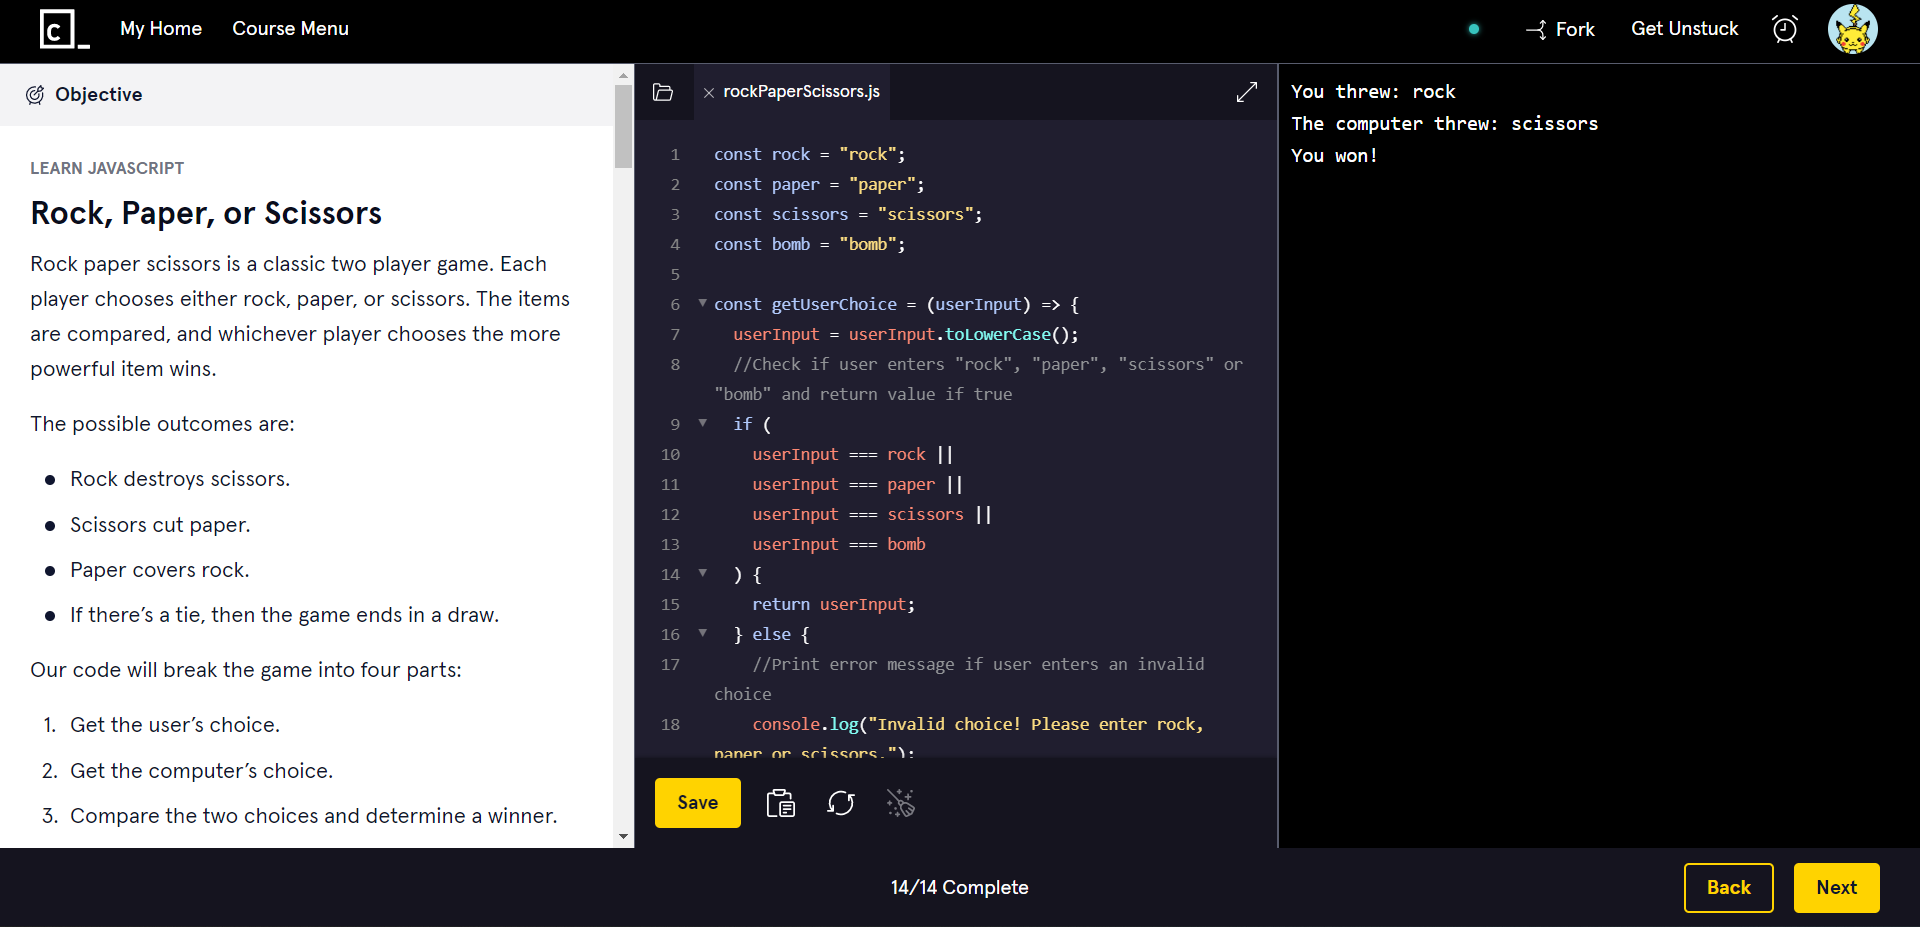 c_ My Home Course Menu Fork Get Unstuck
Objective
LEARN JAVASCRIPT
Rock, Paper, or Scissors
Rock paper scissors is a classic two player game. Each
player chooses either rock, paper, or scissors. The items
are compared, and whichever player chooses the more
powerful item wins.
The possible outcomes are:
● Rock destroys scissors.
● Scissors cut paper.
● Paper covers rock.
● If there’s a tie, then the game ends in a draw.
Our code will break the game into four parts:
1. Get the user’s choice.
2. Get the computer’s choice.
3. Compare the two choices and determine a winner.
rockPaperScissors.js
1 const rock = "rock";
2 const paper = "paper";
3 const scissors = "scissors";
4 const bomb = "bomb";
5
6 const getUserChoice = (userInput) => {
7 userInput = userInput.toLowerCase();
8 //Check if user enters "rock", "paper", "scissors" or
"bomb" and return value if true
9 if (
10 userInput === rock ||
11 userInput === paper ||
12 userInput === scissors ||
13 userInput === bomb
14 ) {
15 return userInput;
16 } else {
17 //Print error message if user enters an invalid
choice
18 console.log("Invalid choice! Please enter rock,
paper or scissors.");
Save
You threw: rock
The computer threw: scissors
You won!
14/14 Complete
Back Next